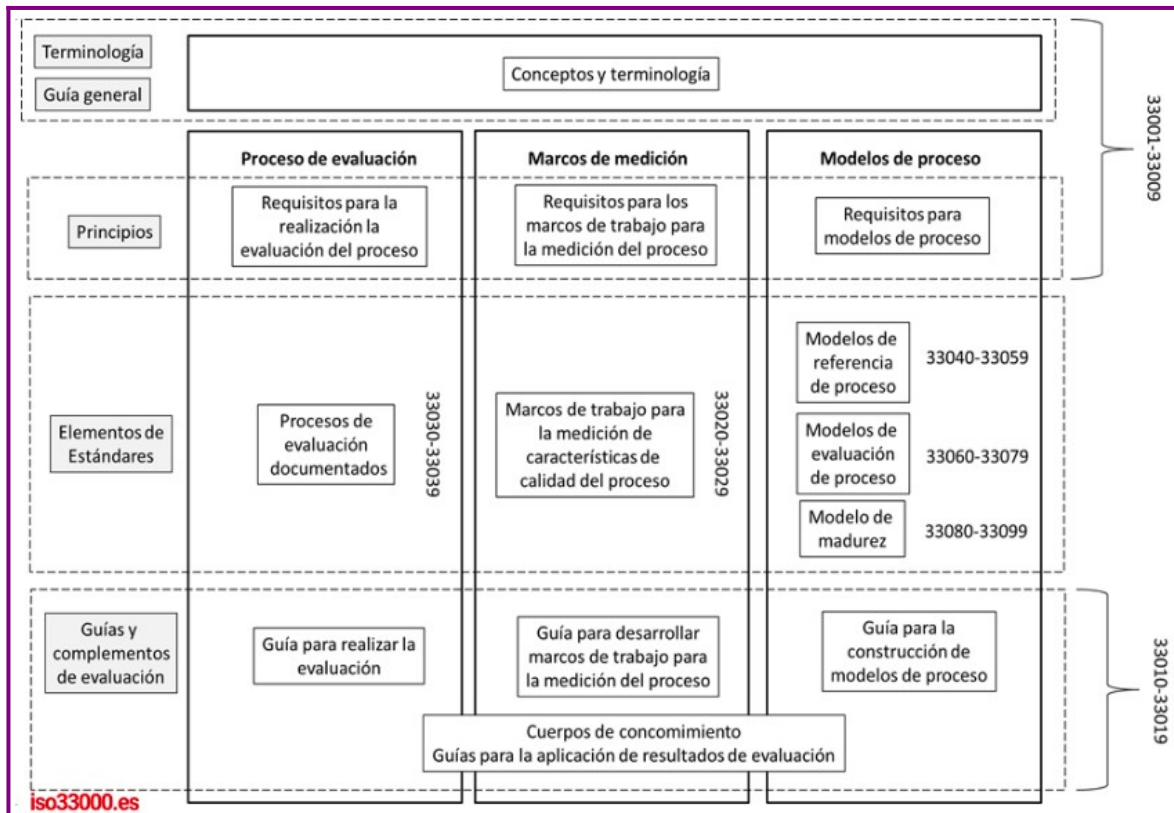 Terminología
Guía general
Conceptos y terminología
33001-33009
Proceso de evaluación
Marcos de medición
Modelos de proceso
Principios
Requisitos para la
realización la
evaluación del proceso
Requisitos para los
marcos de trabajo para
la medición del proceso
Requisitos para
modelos de proceso
Elementos de
Estándares
Procesos de
evaluación
documentados
33030-33039
Marcos de trabajo para
la medición de
características de
calidad del proceso
33020-33029
Modelos de
referencia
de proceso
33040-33059
Modelos de
evaluación
de proceso
33060-33079
Modelo de
madurez
33080-33099
Guías y
complementos
de evaluación
Guía para realizar la
evaluación
Guía para desarrollar
marcos de trabajo para
la medición del proceso
Guía para la
construcción de
modelos de proceso
33010-33019
Cuerpos de concomimiento
Guías para la aplicación de resultados de evaluación
iso33000.es